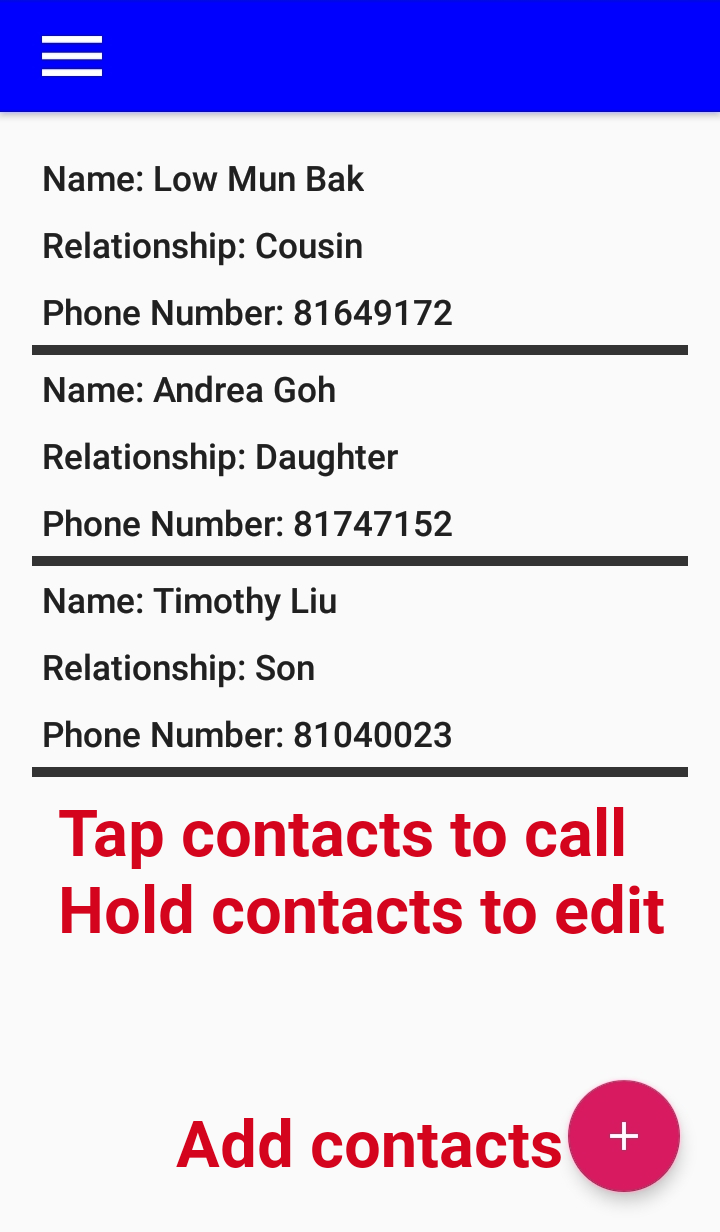 Name: Low Mun Bak
Relationship: Cousin
Phone Number: 81649172
Name: Andrea Goh
Relationship: Daughter
Phone Number: 81747152
Name: Timothy Liu
Relationship: Son
Phone Number: 81040023
Tap contacts to call
Hold contacts to edit
Add contacts